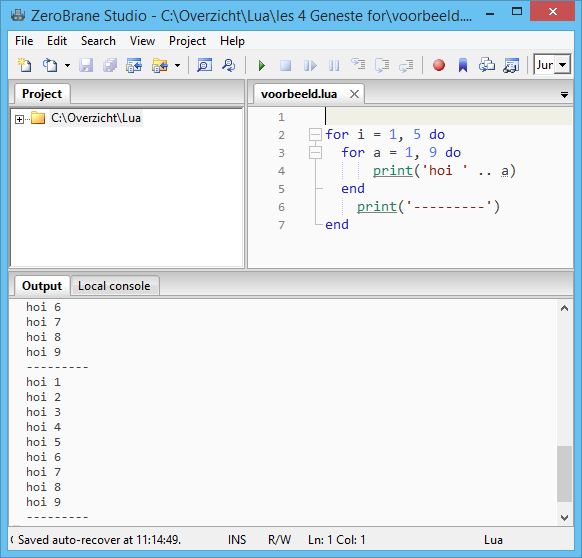 ZeroBrane Studio - C:\Overzicht\Lua\les 4 Geneste for\voorbeeld....
File Edit Search View Project Help
Project
C:\Overzicht\Lua
voorbeeld.lua
1
2 for i = 1, 5 do
3 for a = 1, 9 do
4 print('hoi ' .. a)
5 end
6 print('---------')
7 end
Output Local console
hoi 6
hoi 7
hoi 8
hoi 9
---------
hoi 1
hoi 2
hoi 3
hoi 4
hoi 5
hoi 6
hoi 7
hoi 8
hoi 9
---------
Saved auto-recover at 11:14:49. INS R/W Ln: 1 Col: 1 Lua